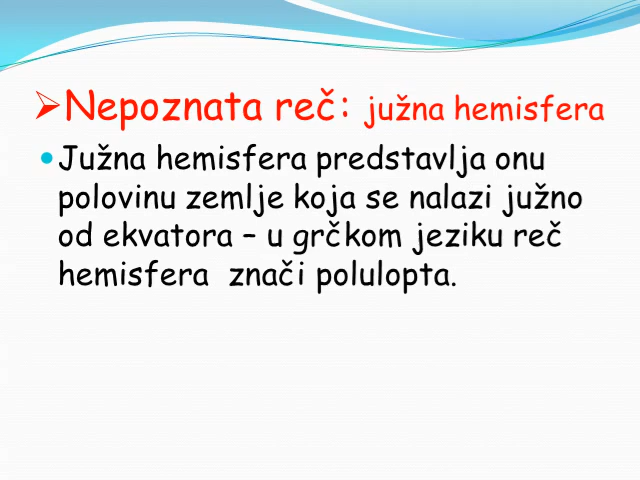 ➢Nepoznata reč: južna hemisfera
• Južna hemisfera predstavlja onu
polovinu zemlje koja se nalazi južno
od ekvatora – u grčkom jeziku reč
hemisfera  znači polulopta.